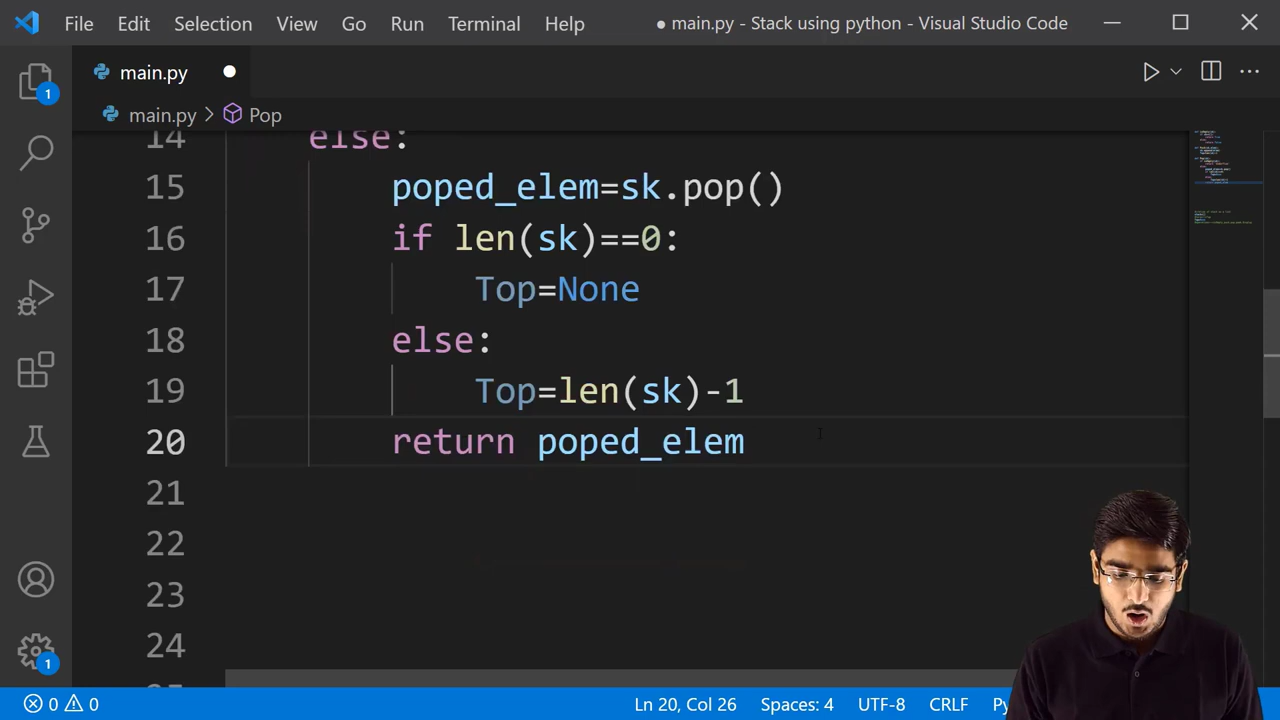 File Edit Selection View Go Run Terminal Help ● main.py - Stack using python - Visual Studio Code
main.py
main.py > Pop
14 else:
15 poped_elem=sk.pop()
16 if len(sk)==0:
17 Top=None
18 else:
19 Top=len(sk)-1
20 return poped_elem
21
22
23
24
1
1
0 0 Ln 20, Col 26 Spaces: 4 UTF-8 CRLF